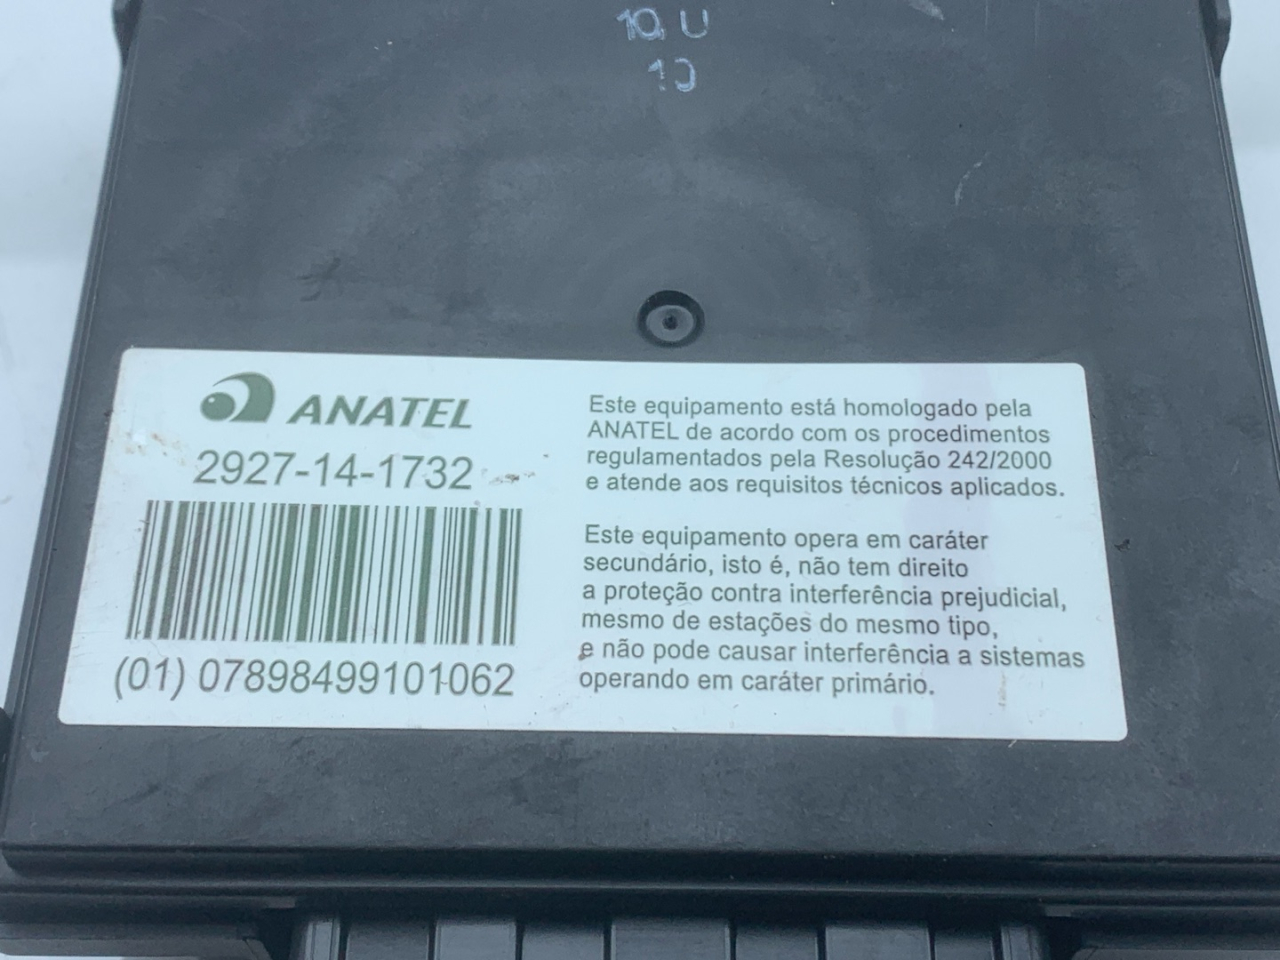 10, U
10
ANATEL
2927-14-1732
(01) 07898499101062
Este equipamento está homologado pela
ANATEL de acordo com os procedimentos
regulamentados pela Resolução 242/2000
e atende aos requisitos técnicos aplicados.
Este equipamento opera em caráter
secundário, isto é, não tem direito
a proteção contra interferência prejudicial,
mesmo de estações do mesmo tipo,
e não pode causar interferência a sistemas
operando em caráter primário.